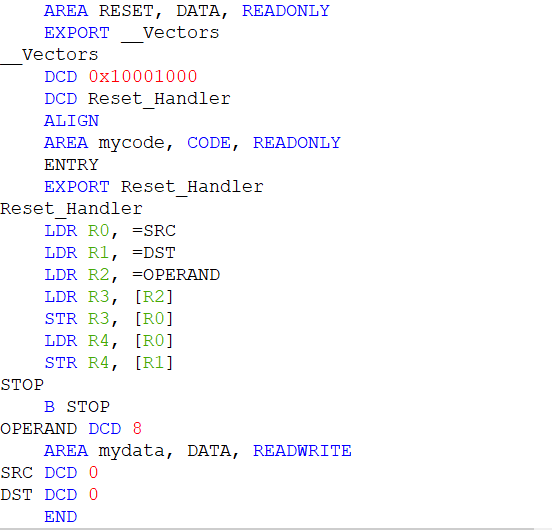 AREA RESET, DATA, READONLY
    EXPORT __Vectors
__Vectors
    DCD 0x10001000
    DCD Reset_Handler
    ALIGN
    AREA mycode, CODE, READONLY
    ENTRY
    EXPORT Reset_Handler
Reset_Handler
    LDR R0, =SRC
    LDR R1, =DST
    LDR R2, =OPERAND
    LDR R3, [R2]
    STR R3, [R0]
    LDR R4, [R0]
    STR R4, [R1]
STOP
    B STOP
OPERAND DCD 8
    AREA mydata, DATA, READWRITE
SRC DCD 0
DST DCD 0
    END